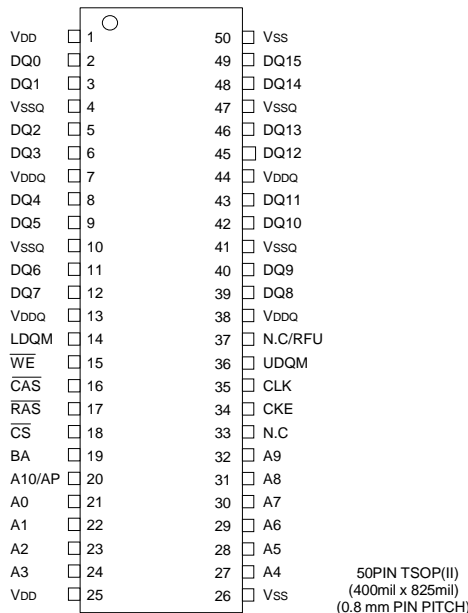 VDD 1 50 VSS
DQ0 2 49 DQ15
DQ1 3 48 DQ14
VSSQ 4 47 VSSQ
DQ2 5 46 DQ13
DQ3 6 45 DQ12
VDDQ 7 44 VDDQ
DQ4 8 43 DQ11
DQ5 9 42 DQ10
VSSQ 10 41 VSSQ
DQ6 11 40 DQ9
DQ7 12 39 DQ8
VDDQ 13 38 VDDQ
LDQM 14 37 N.C/RFU
W̅E̅ 15 36 UDQM
C̅A̅S̅ 16 35 CLK
R̅A̅S̅ 17 34 CKE
C̅S̅ 18 33 N.C
BA 19 32 A9
A10/AP 20 31 A8
A0 21 30 A7
A1 22 29 A6
A2 23 28 A5
A3 24 27 A4
VDD 25 26 VSS
50PIN TSOP(II)
(400mil x 825mil)
(0.8 mm PIN PITCH)